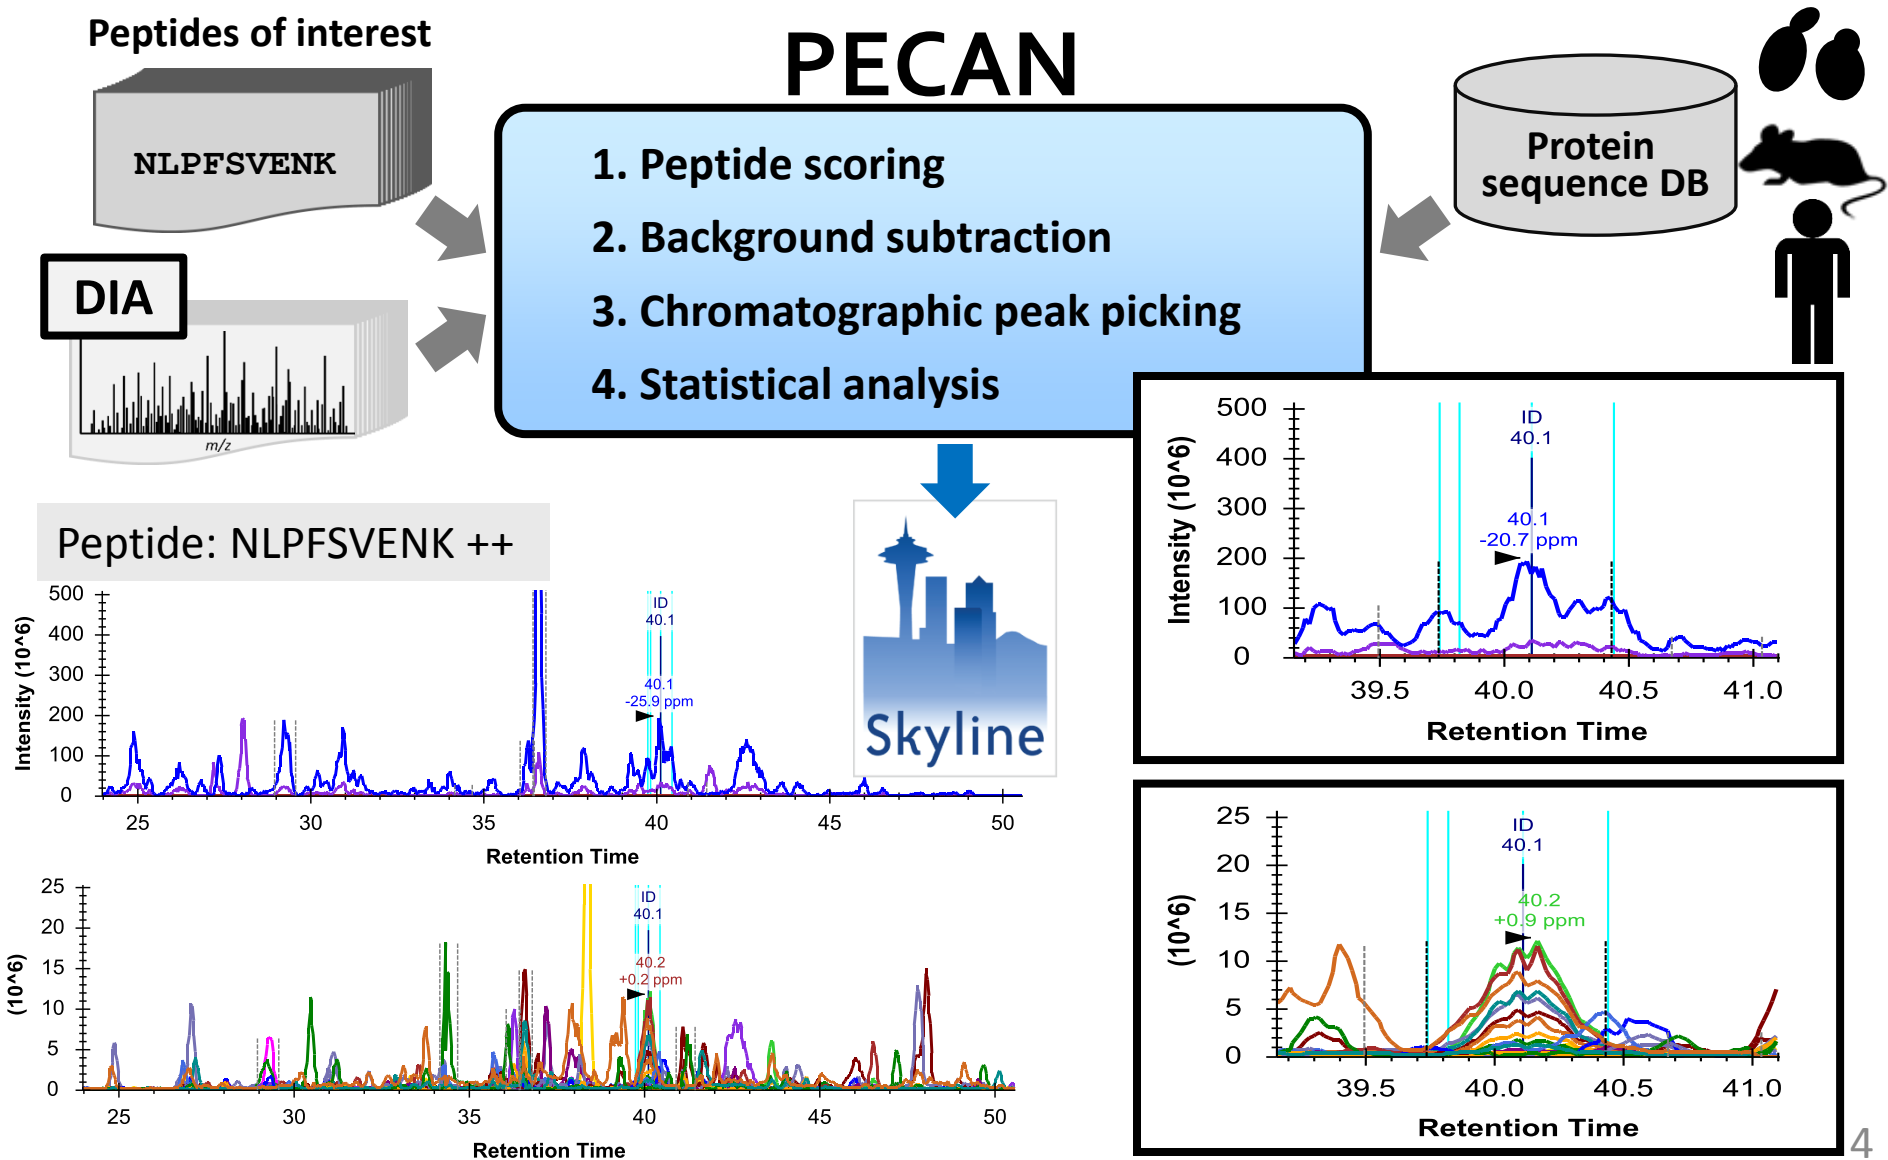 Peptides of interest
NLPFSVENK
DIA
m/z
PECAN
1. Peptide scoring
2. Background subtraction
3. Chromatographic peak picking
4. Statistical analysis
Protein
sequence DB
Peptide: NLPFSVENK ++
Skyline
Intensity (10^6)
500
400
300
200
100
0
ID
40.1
40.1
-25.9 ppm
25
30
35
40
45
50
Retention Time
(10^6)
25
20
15
10
5
0
ID
40.1
40.2
+0.2 ppm
25
30
35
40
45
50
Retention Time
Intensity (10^6)
500
400
300
200
100
0
ID
40.1
40.1
-20.7 ppm
39.5
40.0
40.5
41.0
Retention Time
(10^6)
25
20
15
10
5
0
ID
40.1
40.2
+0.9 ppm
39.5
40.0
40.5
41.0
Retention Time
4